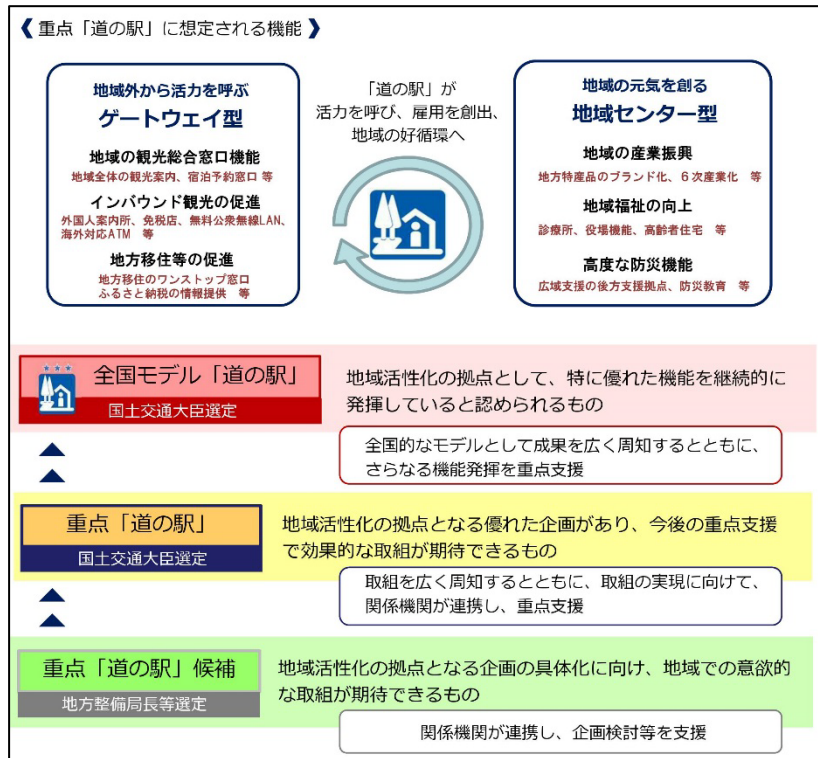 《 重点「道の駅」に想定される機能 》
地域外から活力を呼ぶ
ゲートウェイ型
地域の観光総合窓口機能
地域全体の観光案内、宿泊予約窓口 等
インバウンド観光の促進
外国人案内所、免税店、無料公衆無線LAN、
海外対応ATM　等
地方移住等の促進
地方移住のワンストップ窓口
ふるさと納税の情報提供　等
「道の駅」が
活力を呼び、雇用を創出、
地域の好循環へ
地域の元気を創る
地域センター型
地域の産業振興
地方特産品のブランド化、６次産業化　等
地域福祉の向上
診療所、役場機能、高齢者住宅　等
高度な防災機能
広域支援の後方支援拠点、防災教育　等
全国モデル「道の駅」
国土交通大臣選定
地域活性化の拠点として、特に優れた機能を継続的に
発揮していると認められるもの
全国的なモデルとして成果を広く周知するとともに、
さらなる機能発揮を重点支援
重点「道の駅」
国土交通大臣選定
地域活性化の拠点となる優れた企画があり、今後の重点支援
で効果的な取組が期待できるもの
取組を広く周知するとともに、取組の実現に向けて、
関係機関が連携し、重点支援
重点「道の駅」候補
地方整備局長等選定
地域活性化の拠点となる企画の具体化に向け、地域での意欲的
な取組が期待できるもの
関係機関が連携し、企画検討等を支援